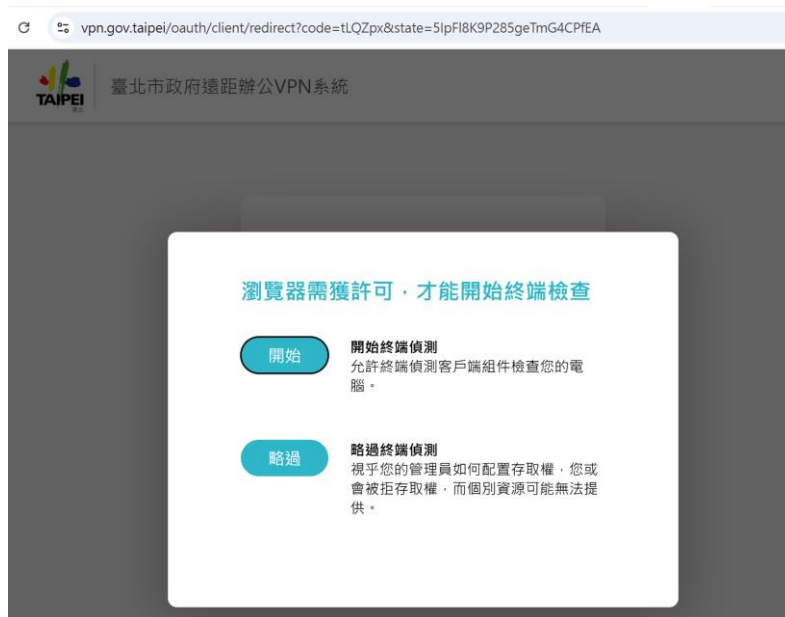 vpn.gov.taipei/oauth/client/redirect?code=tLQZpx&state=5IpFl8K9P285geTmG4CPfEA
TAIPEI
臺北市政府遠距辦公VPN系統
瀏覽器需獲許可，才能開始終端檢查
開始
開始終端偵測
允許終端偵測客戶端組件檢查您的電
腦。
略過
略過終端偵測
視乎您的管理員如何配置存取權，您或
會被拒存取權，而個別資源可能無法提
供。